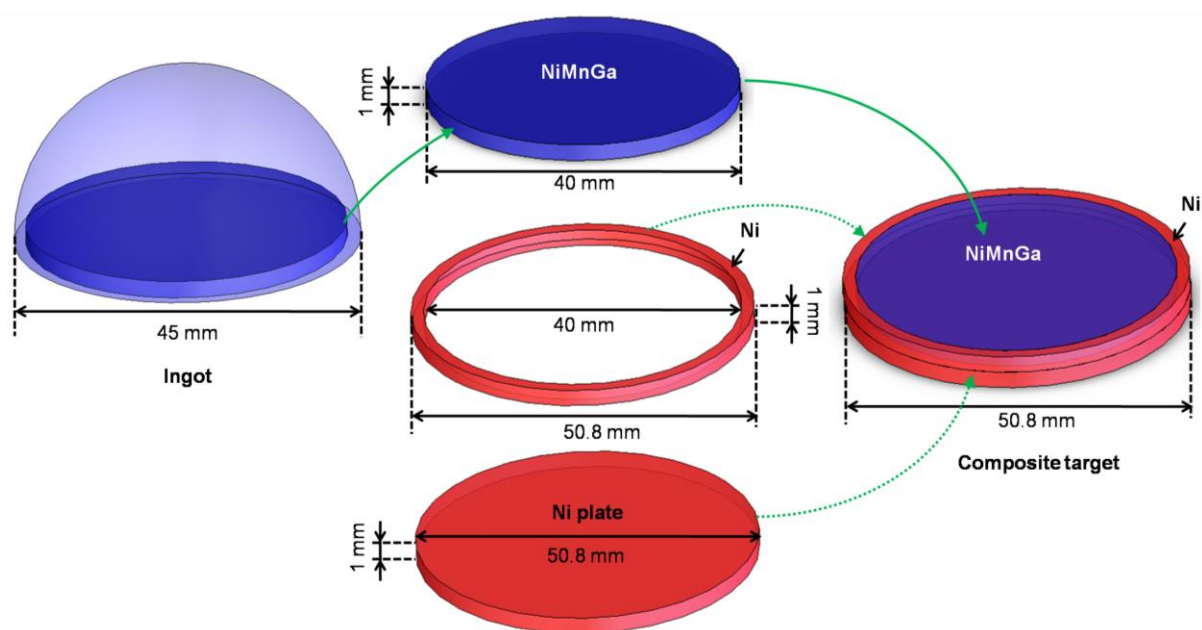 NiMnGa
1 mm
40 mm
45 mm
Ingot
Ni
40 mm
1 mm
50.8 mm
Ni plate
1 mm
50.8 mm
Ni
NiMnGa
50.8 mm
Composite target